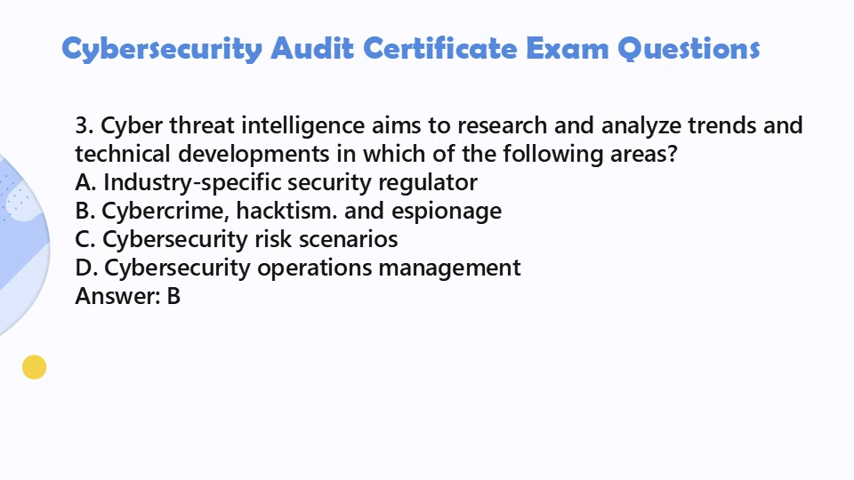 Cybersecurity Audit Certificate Exam Questions
3. Cyber threat intelligence aims to research and analyze trends and
technical developments in which of the following areas?
A. Industry-specific security regulator
B. Cybercrime, hacktism. and espionage
C. Cybersecurity risk scenarios
D. Cybersecurity operations management
Answer: B